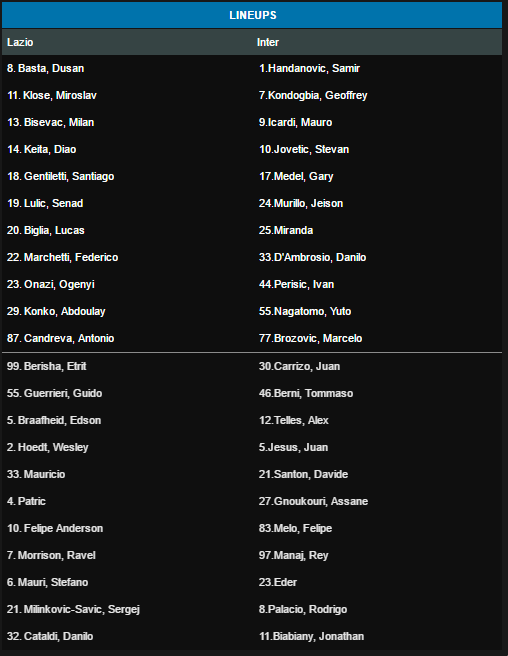 LINEUPS
Lazio Inter
8. Basta, Dusan 1.Handanovic, Samir
11. Klose, Miroslav 7.Kondogbia, Geoffrey
13. Bisevac, Milan 9.Icardi, Mauro
14. Keita, Diao 10.Jovetic, Stevan
18. Gentiletti, Santiago 17.Medel, Gary
19. Lulic, Senad 24.Murillo, Jeison
20. Biglia, Lucas 25.Miranda
22. Marchetti, Federico 33.D'Ambrosio, Danilo
23. Onazi, Ogenyi 44.Perisic, Ivan
29. Konko, Abdoulay 55.Nagatomo, Yuto
87. Candreva, Antonio 77.Brozovic, Marcelo
99. Berisha, Etrit 30.Carrizo, Juan
55. Guerrieri, Guido 46.Berni, Tommaso
5. Braafheid, Edson 12.Telles, Alex
2. Hoedt, Wesley 5.Jesus, Juan
33. Mauricio 21.Santon, Davide
4. Patric 27.Gnoukouri, Assane
10. Felipe Anderson 83.Melo, Felipe
7. Morrison, Ravel 97.Manaj, Rey
6. Mauri, Stefano 23.Eder
21. Milinkovic-Savic, Sergej 8.Palacio, Rodrigo
32. Cataldi, Danilo 11.Biabiany, Jonathan